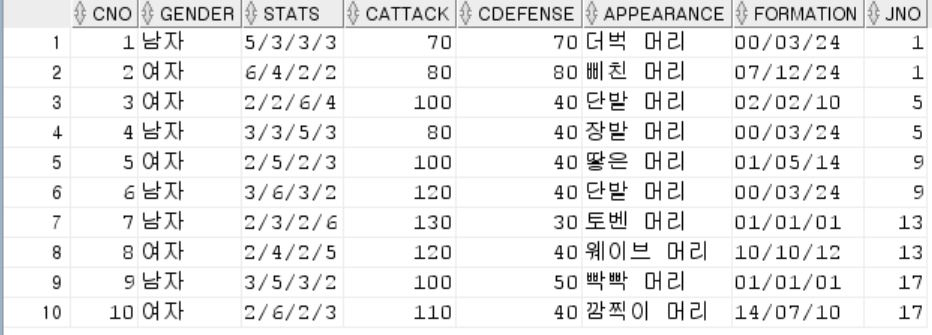 CNO GENDER STATS CATTACK CDEFENSE APPEARANCE FORMATION JNO
1 1 남자 5/3/3/3 70 70 더벅 머리 00/03/24 1
2 2 여자 6/4/2/2 80 80 삐친 머리 07/12/24 1
3 3 여자 2/2/6/4 100 40 단발 머리 02/02/10 5
4 4 남자 3/3/5/3 80 40 장발 머리 00/03/24 5
5 5 여자 2/5/2/3 100 40 땋은 머리 01/05/14 9
6 6 남자 3/6/3/2 120 40 단발 머리 00/03/24 9
7 7 남자 2/3/2/6 130 30 토벤 머리 01/01/01 13
8 8 여자 2/4/2/5 120 40 웨이브 머리 10/10/12 13
9 9 남자 3/5/3/2 100 50 빡빡 머리 01/01/01 17
10 10 여자 2/6/2/3 110 40 깜찍이 머리 14/07/10 17